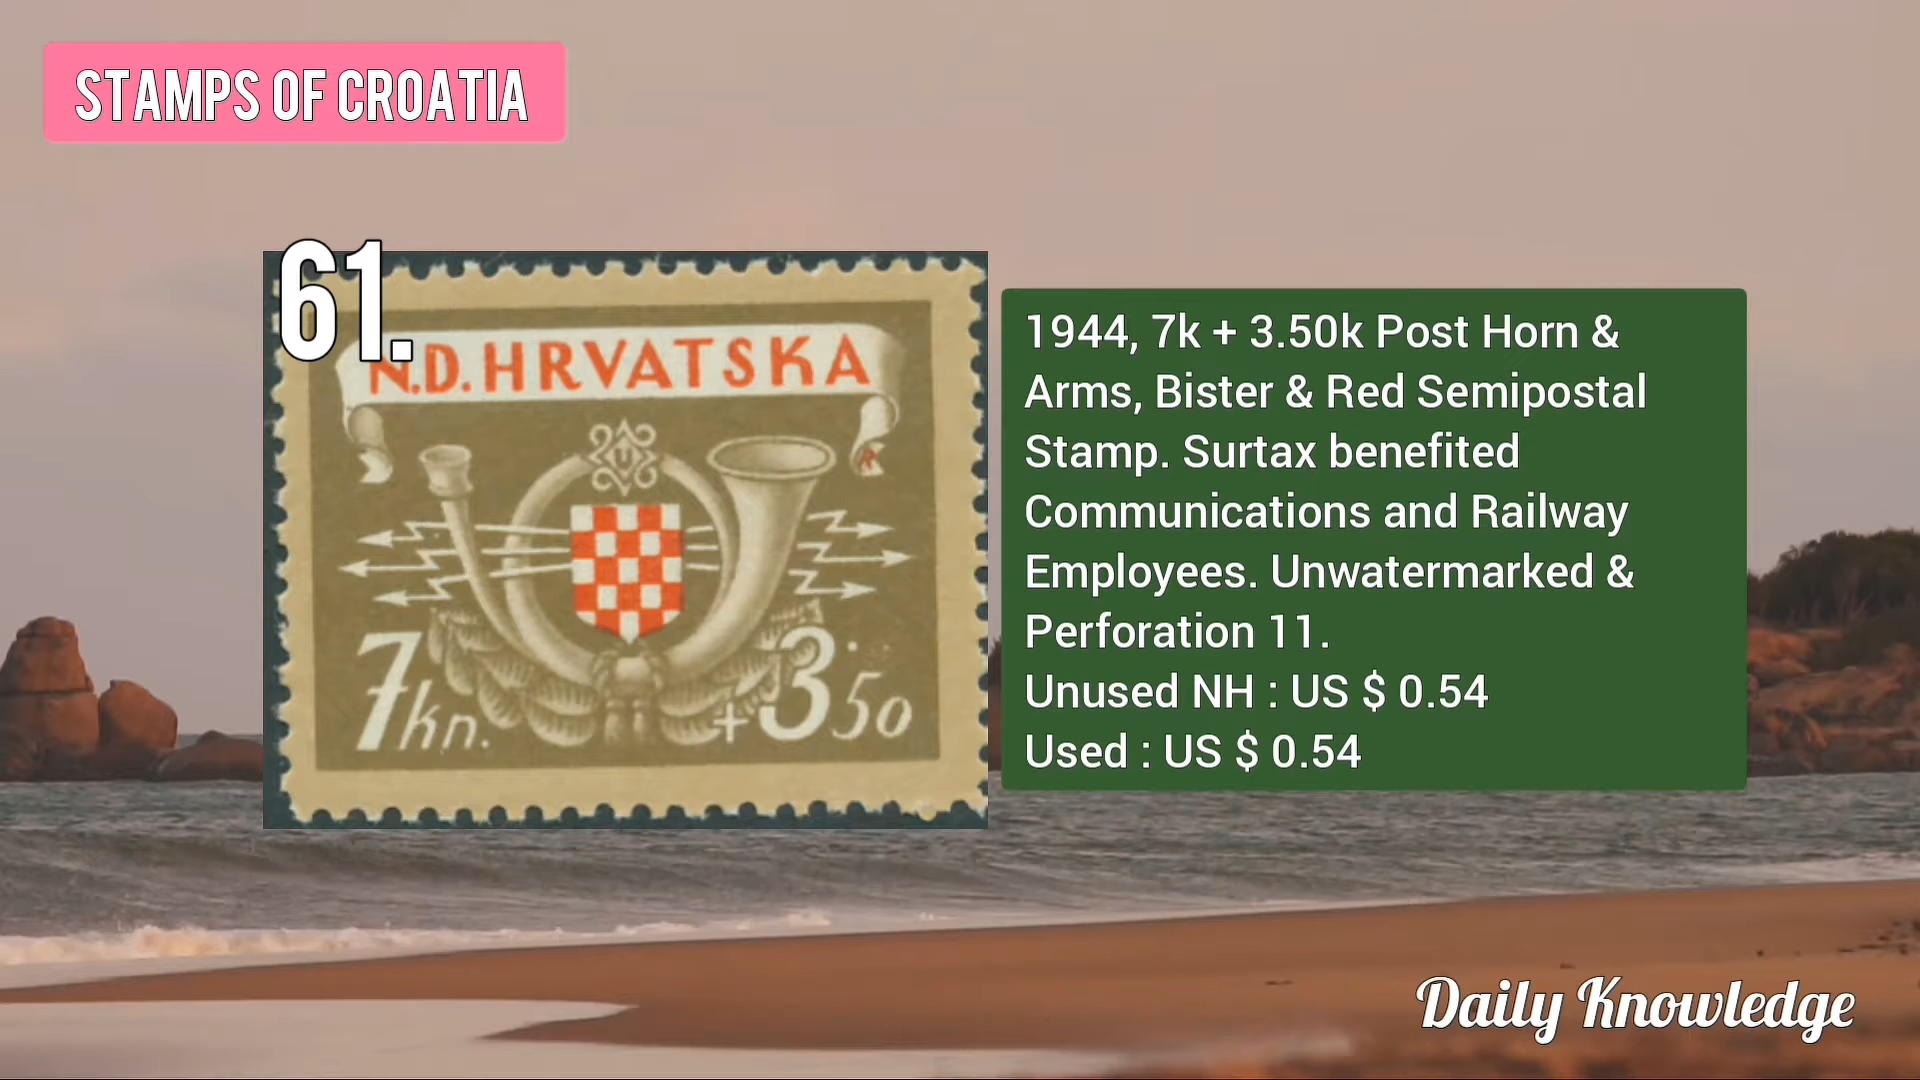 STAMPS OF CROATIA
61.
N.D. HRVATSKA
U
R
7kn.
+350
1944, 7k + 3.50k Post Horn &
Arms, Bister & Red Semipostal
Stamp. Surtax benefited
Communications and Railway
Employees. Unwatermarked &
Perforation 11.
Unused NH : US $ 0.54
Used : US $ 0.54
Daily Knowledge